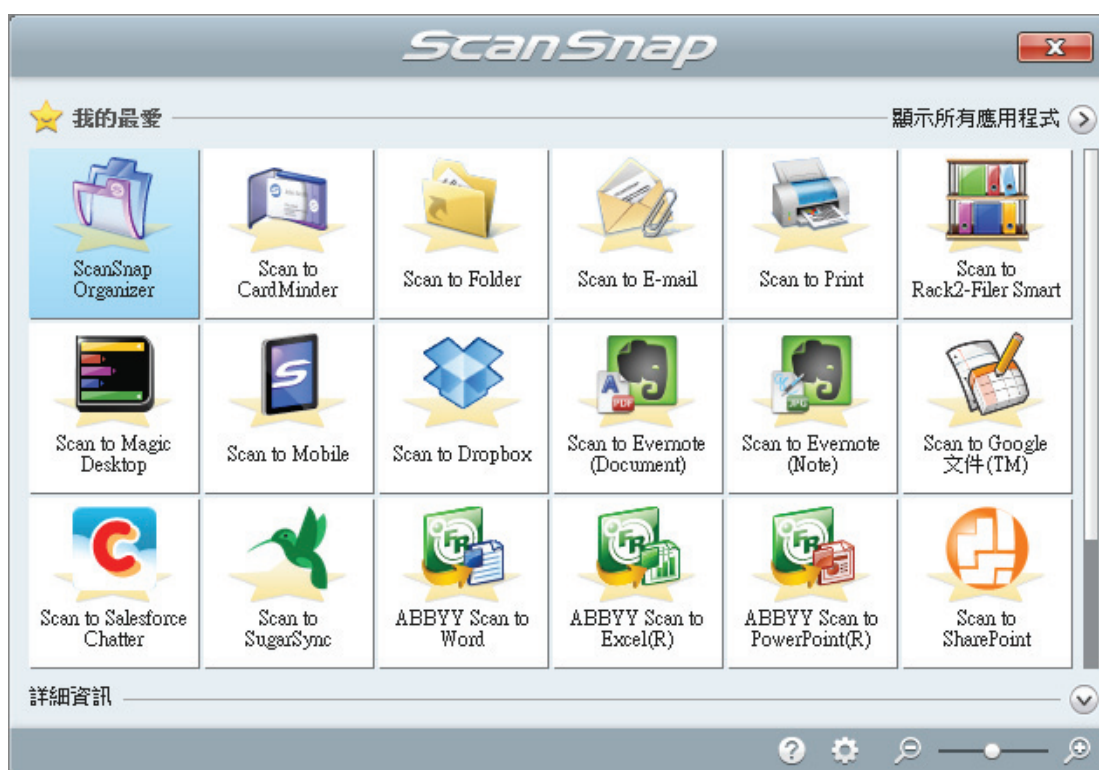 ScanSnap
我的最愛
顯示所有應用程式
ScanSnap
Organizer
Scan to
CardMinder
Scan to Folder
Scan to E-mail
Scan to Print
Scan to
Rack2-Filer Smart
Scan to Magic
Desktop
Scan to Mobile
Scan to Dropbox
Scan to Evernote
(Document)
Scan to Evernote
(Note)
Scan to Google
文件(TM)
Scan to Salesforce
Chatter
Scan to
SugarSync
ABBYY Scan to
Word
ABBYY Scan to
Excel(R)
ABBYY Scan to
PowerPoint(R)
Scan to
SharePoint
詳細資訊